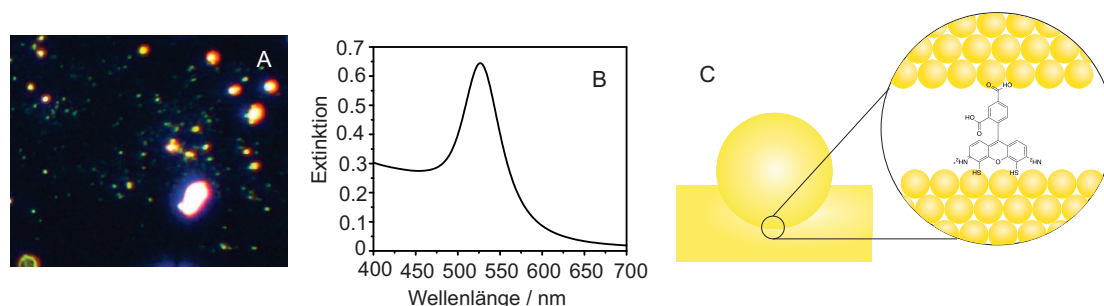 A
0.7
0.6
0.5
0.4
0.3
0.2
0.1
0
400 450 500 550 600 650 700
Extinktion
Wellenlänge / nm
B
C
O HO
HO
O
HN O HN
HS HS